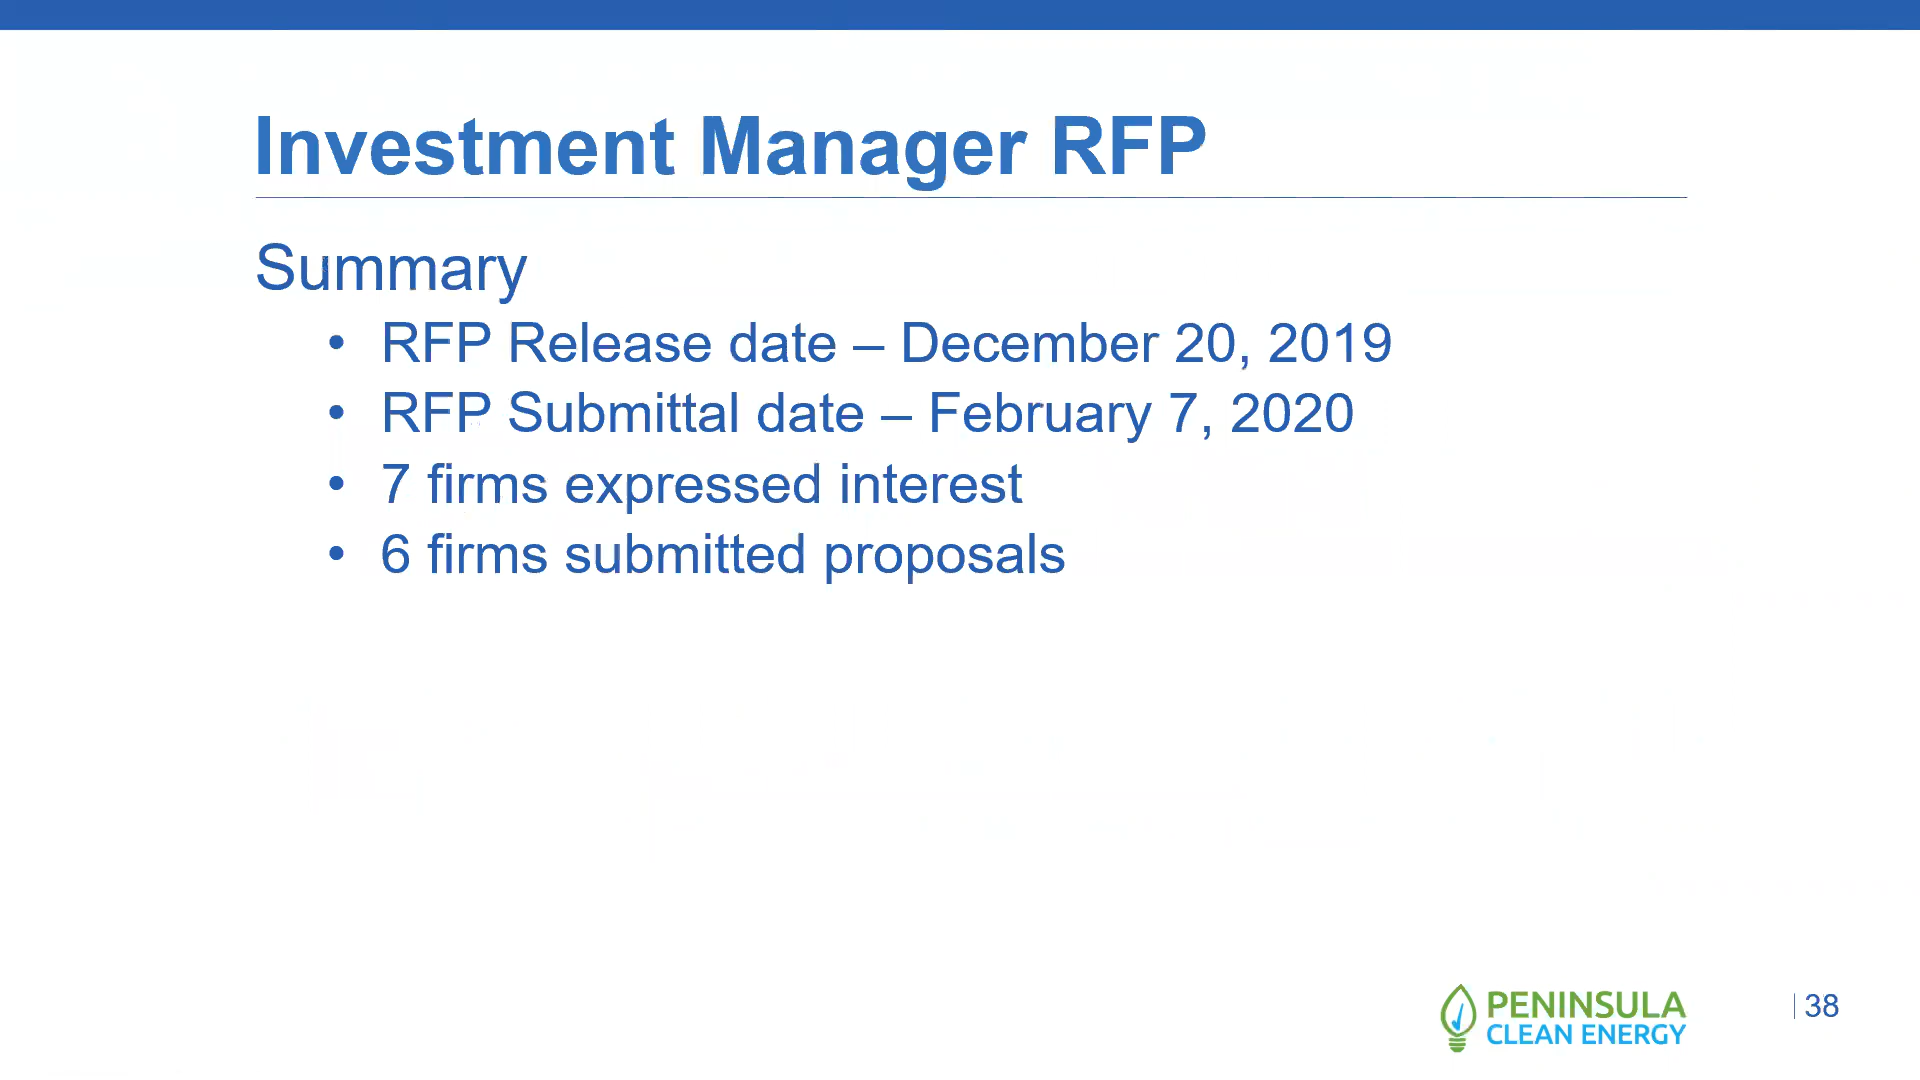 Investment Manager RFP
Summary
• RFP Release date – December 20, 2019
• RFP Submittal date – February 7, 2020
• 7 firms expressed interest
• 6 firms submitted proposals
PENINSULA
CLEAN ENERGY
38